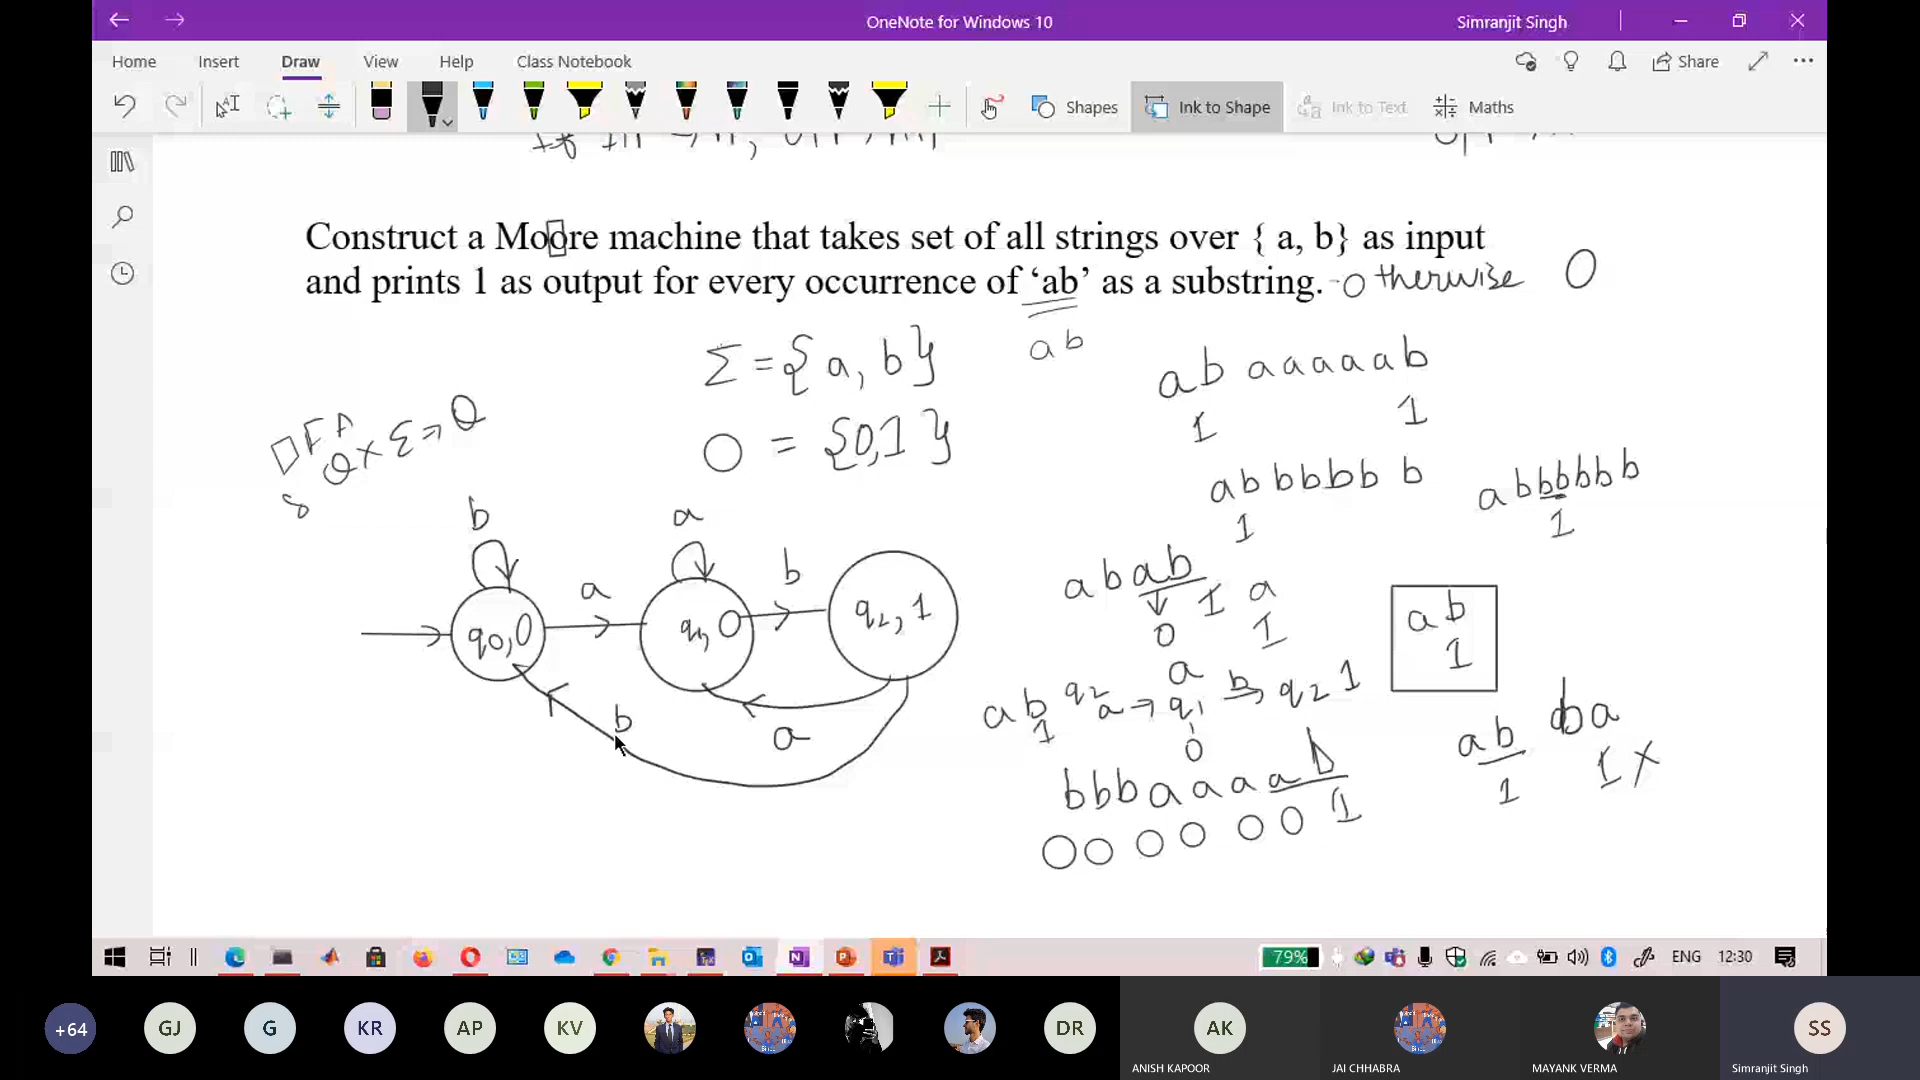 OneNote for Windows 10
Simranjit Singh
Home Insert Draw View Help Class Notebook
Share
Shapes Ink to Shape Ink to Text Maths
Construct a Moore machine that takes set of all strings over { a, b} as input
and prints 1 as output for every occurrence of ‘ab’ as a substring. - otherwise 0
ab
Σ = { a, b }
O = {0,1}
DFA
Q x Σ → Q
δ
ab aaaaab
1 1
abbbbb b
1
abbbbbb
1
b
a
a
b
q0,0
q1,0
q2,1
b
a
abab 1 a
0 1
ab
1
a
ab q2 a → q1 b → q2 1
1 0
bbbaaaab
0 0 0 0 0 0 1
ab ba
1 1 x
79%
ENG
12:30
+64
GJ
G
KR
AP
KV
DR
AK
SS
ANISH KAPOOR
JAI CHHABRA
MAYANK VERMA
Simranjit Singh